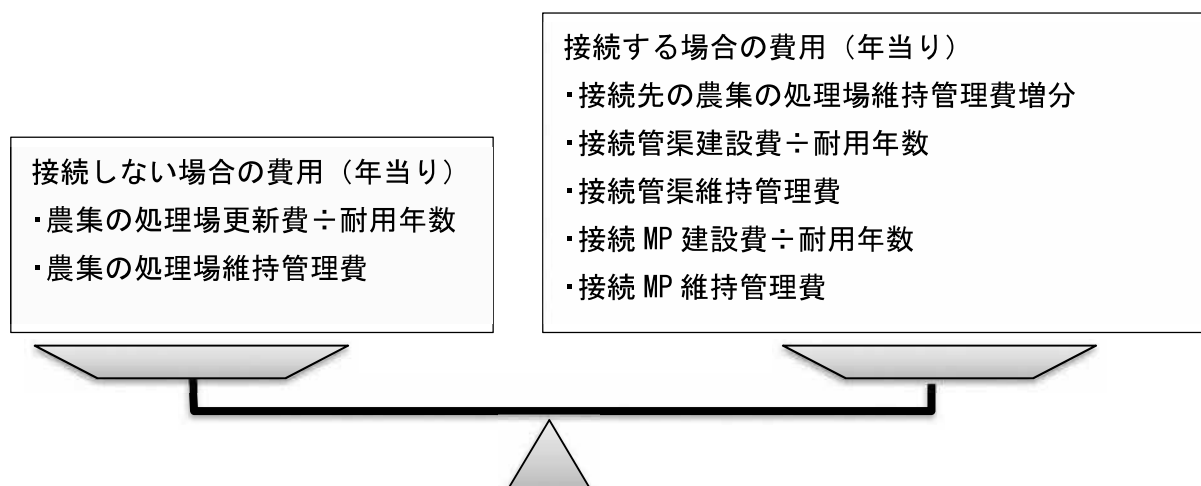 接続しない場合の費用（年当り）
・農集の処理場更新費÷耐用年数
・農集の処理場維持管理費
接続する場合の費用（年当り）
・接続先の農集の処理場維持管理費増分
・接続管渠建設費÷耐用年数
・接続管渠維持管理費
・接続 MP 建設費÷耐用年数
・接続 MP 維持管理費